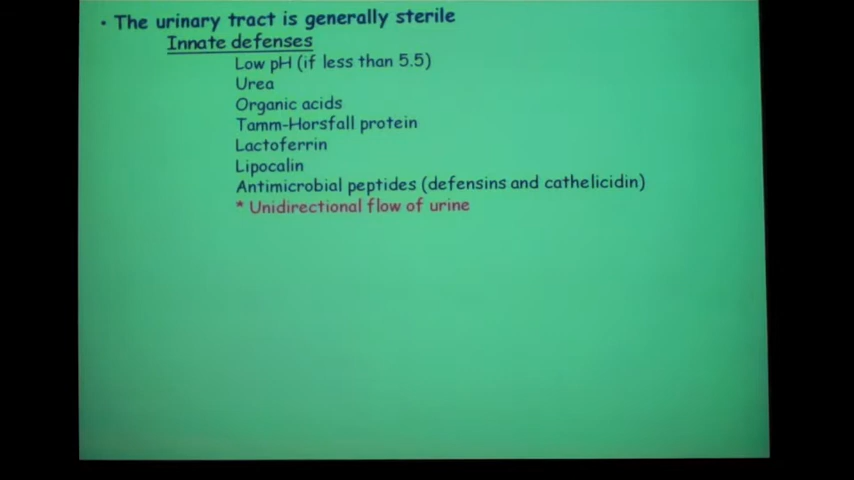 • The urinary tract is generally sterile
Innate defenses
Low pH (if less than 5.5)
Urea
Organic acids
Tamm-Horsfall protein
Lactoferrin
Lipocalin
Antimicrobial peptides (defensins and cathelicidin)
* Unidirectional flow of urine